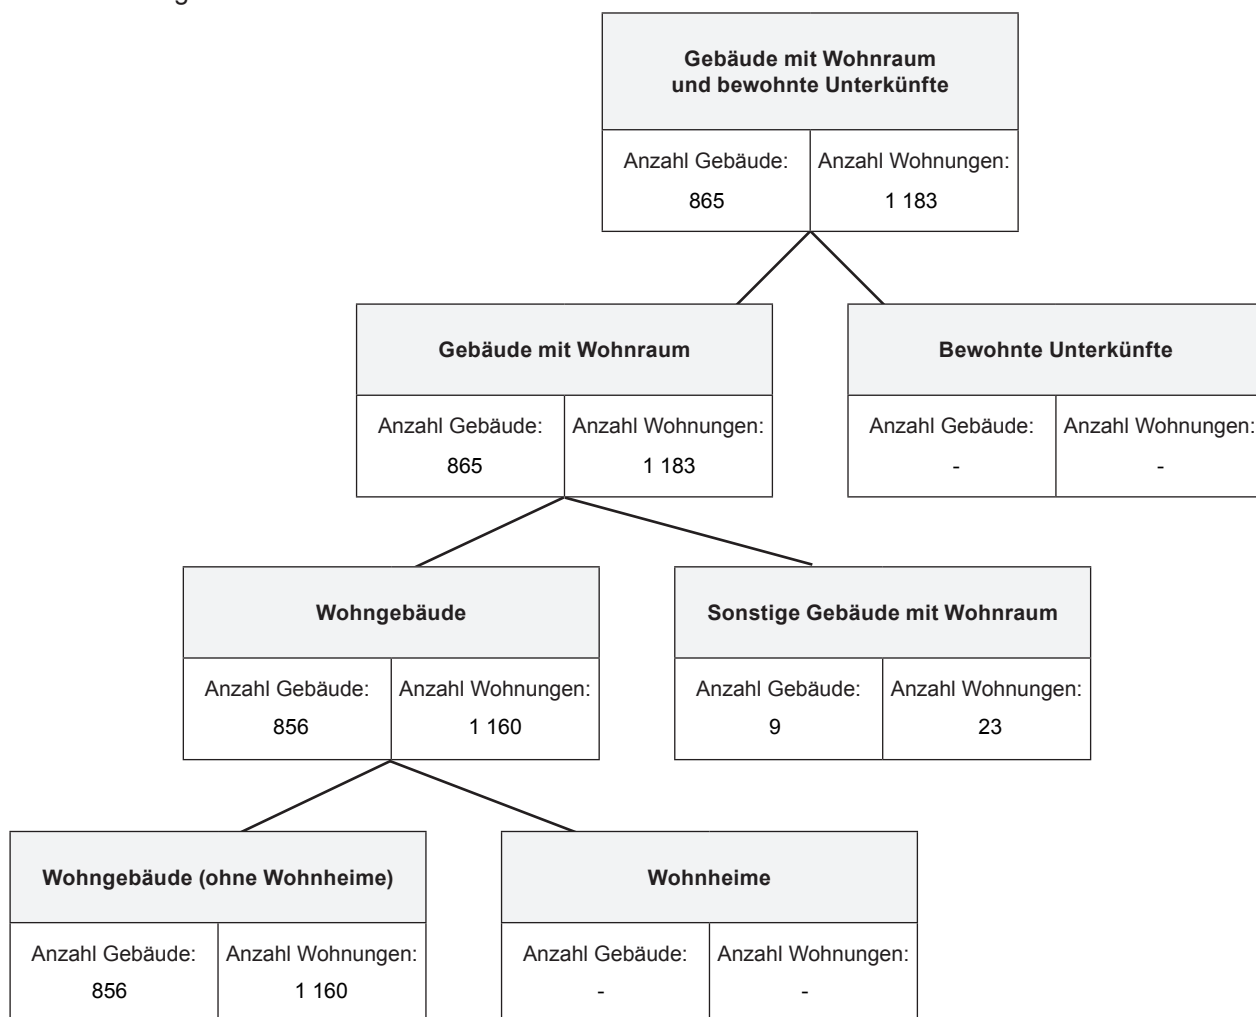 Gebäude mit Wohnraum
und bewohnte Unterkünfte
Anzahl Gebäude: Anzahl Wohnungen:
865 1 183
Gebäude mit Wohnraum
Anzahl Gebäude: Anzahl Wohnungen:
865 1 183
Bewohnte Unterkünfte
Anzahl Gebäude: Anzahl Wohnungen:
- -
Wohngebäude
Anzahl Gebäude: Anzahl Wohnungen:
856 1 160
Sonstige Gebäude mit Wohnraum
Anzahl Gebäude: Anzahl Wohnungen:
9 23
Wohngebäude (ohne Wohnheime)
Anzahl Gebäude: Anzahl Wohnungen:
856 1 160
Wohnheime
Anzahl Gebäude: Anzahl Wohnungen:
- -